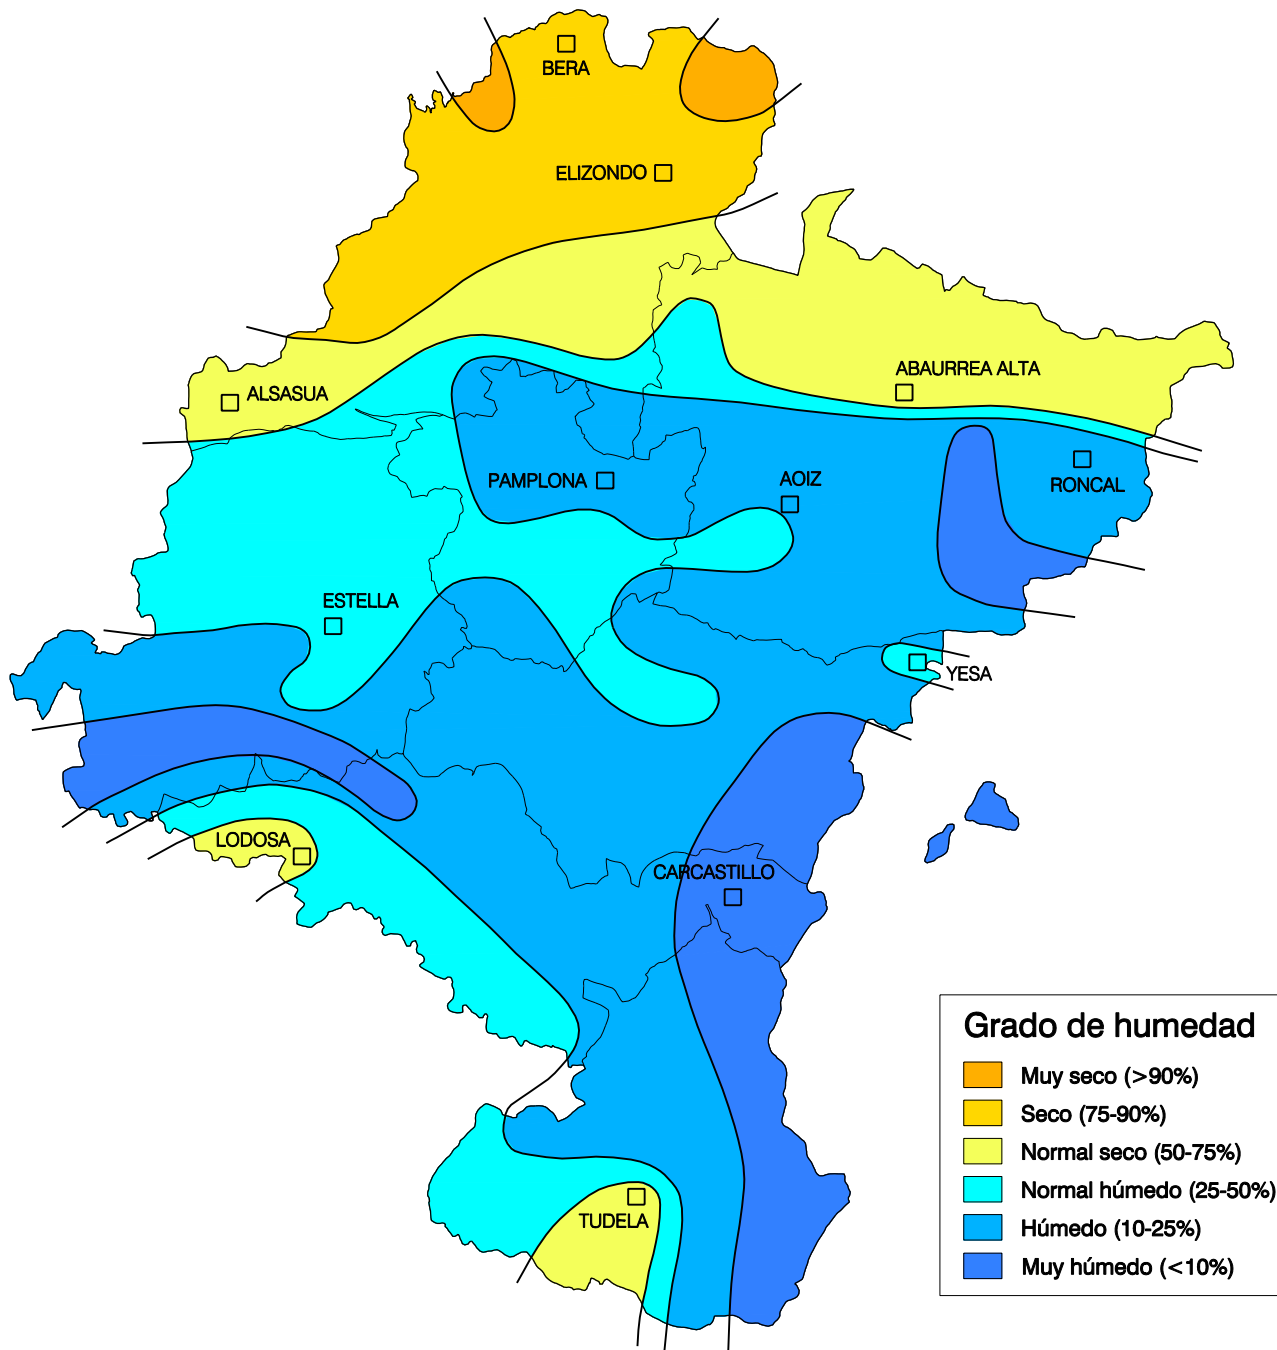 BERA
ELIZONDO
ABAURREA ALTA
ALSASUA
PAMPLONA
AOIZ
RONCAL
ESTELLA
YESA
LODOSA
CARCASTILLO
TUDELA
Grado de humedad
Muy seco (>90%)
Seco (75-90%)
Normal seco (50-75%)
Normal húmedo (25-50%)
Húmedo (10-25%)
Muy húmedo (<10%)